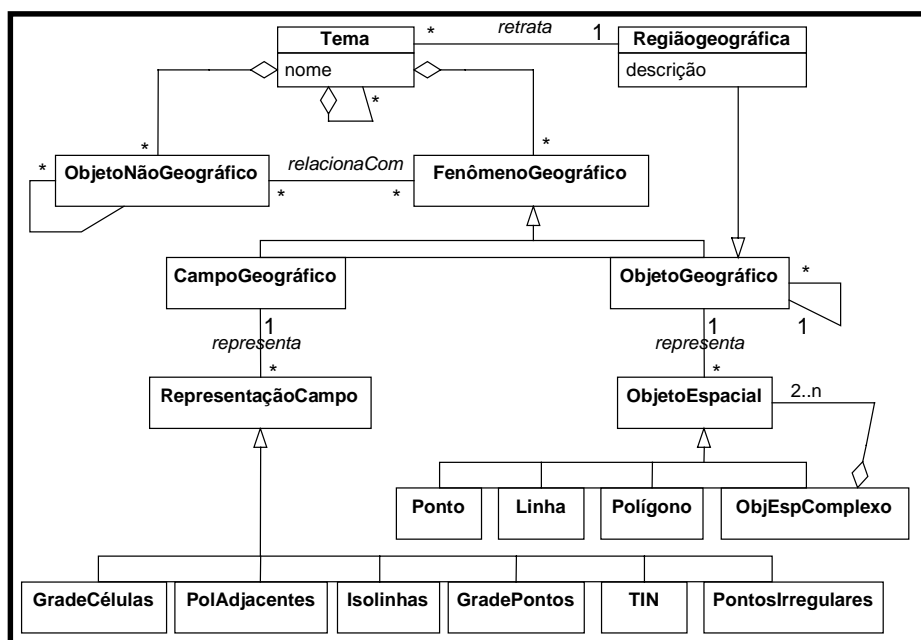 Tema
* retrata 1
Regiãogeográfica
nome
descrição
*
*
*
*
ObjetoNãoGeográfico
relacionaCom
FenômenoGeográfico
*
*
CampoGeográfico
ObjetoGeográfico
*
1
1
representa
*
1
representa
*
RepresentaçãoCampo
ObjetoEspacial
2..n
Ponto
Linha
Polígono
ObjEspComplexo
GradeCélulas
PolAdjacentes
Isolinhas
GradePontos
TIN
PontosIrregulares